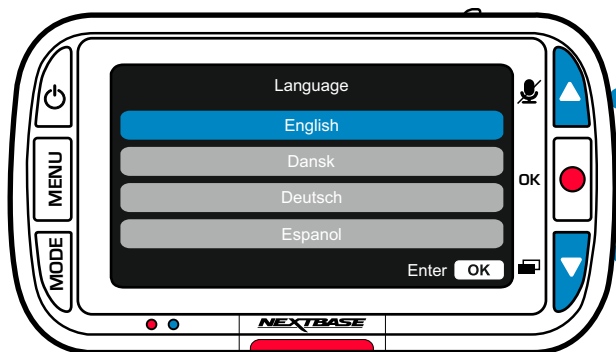 Language
English
Dansk
Deutsch
Espanol
Enter OK
MENU
MODE
OK
NEXTBASE